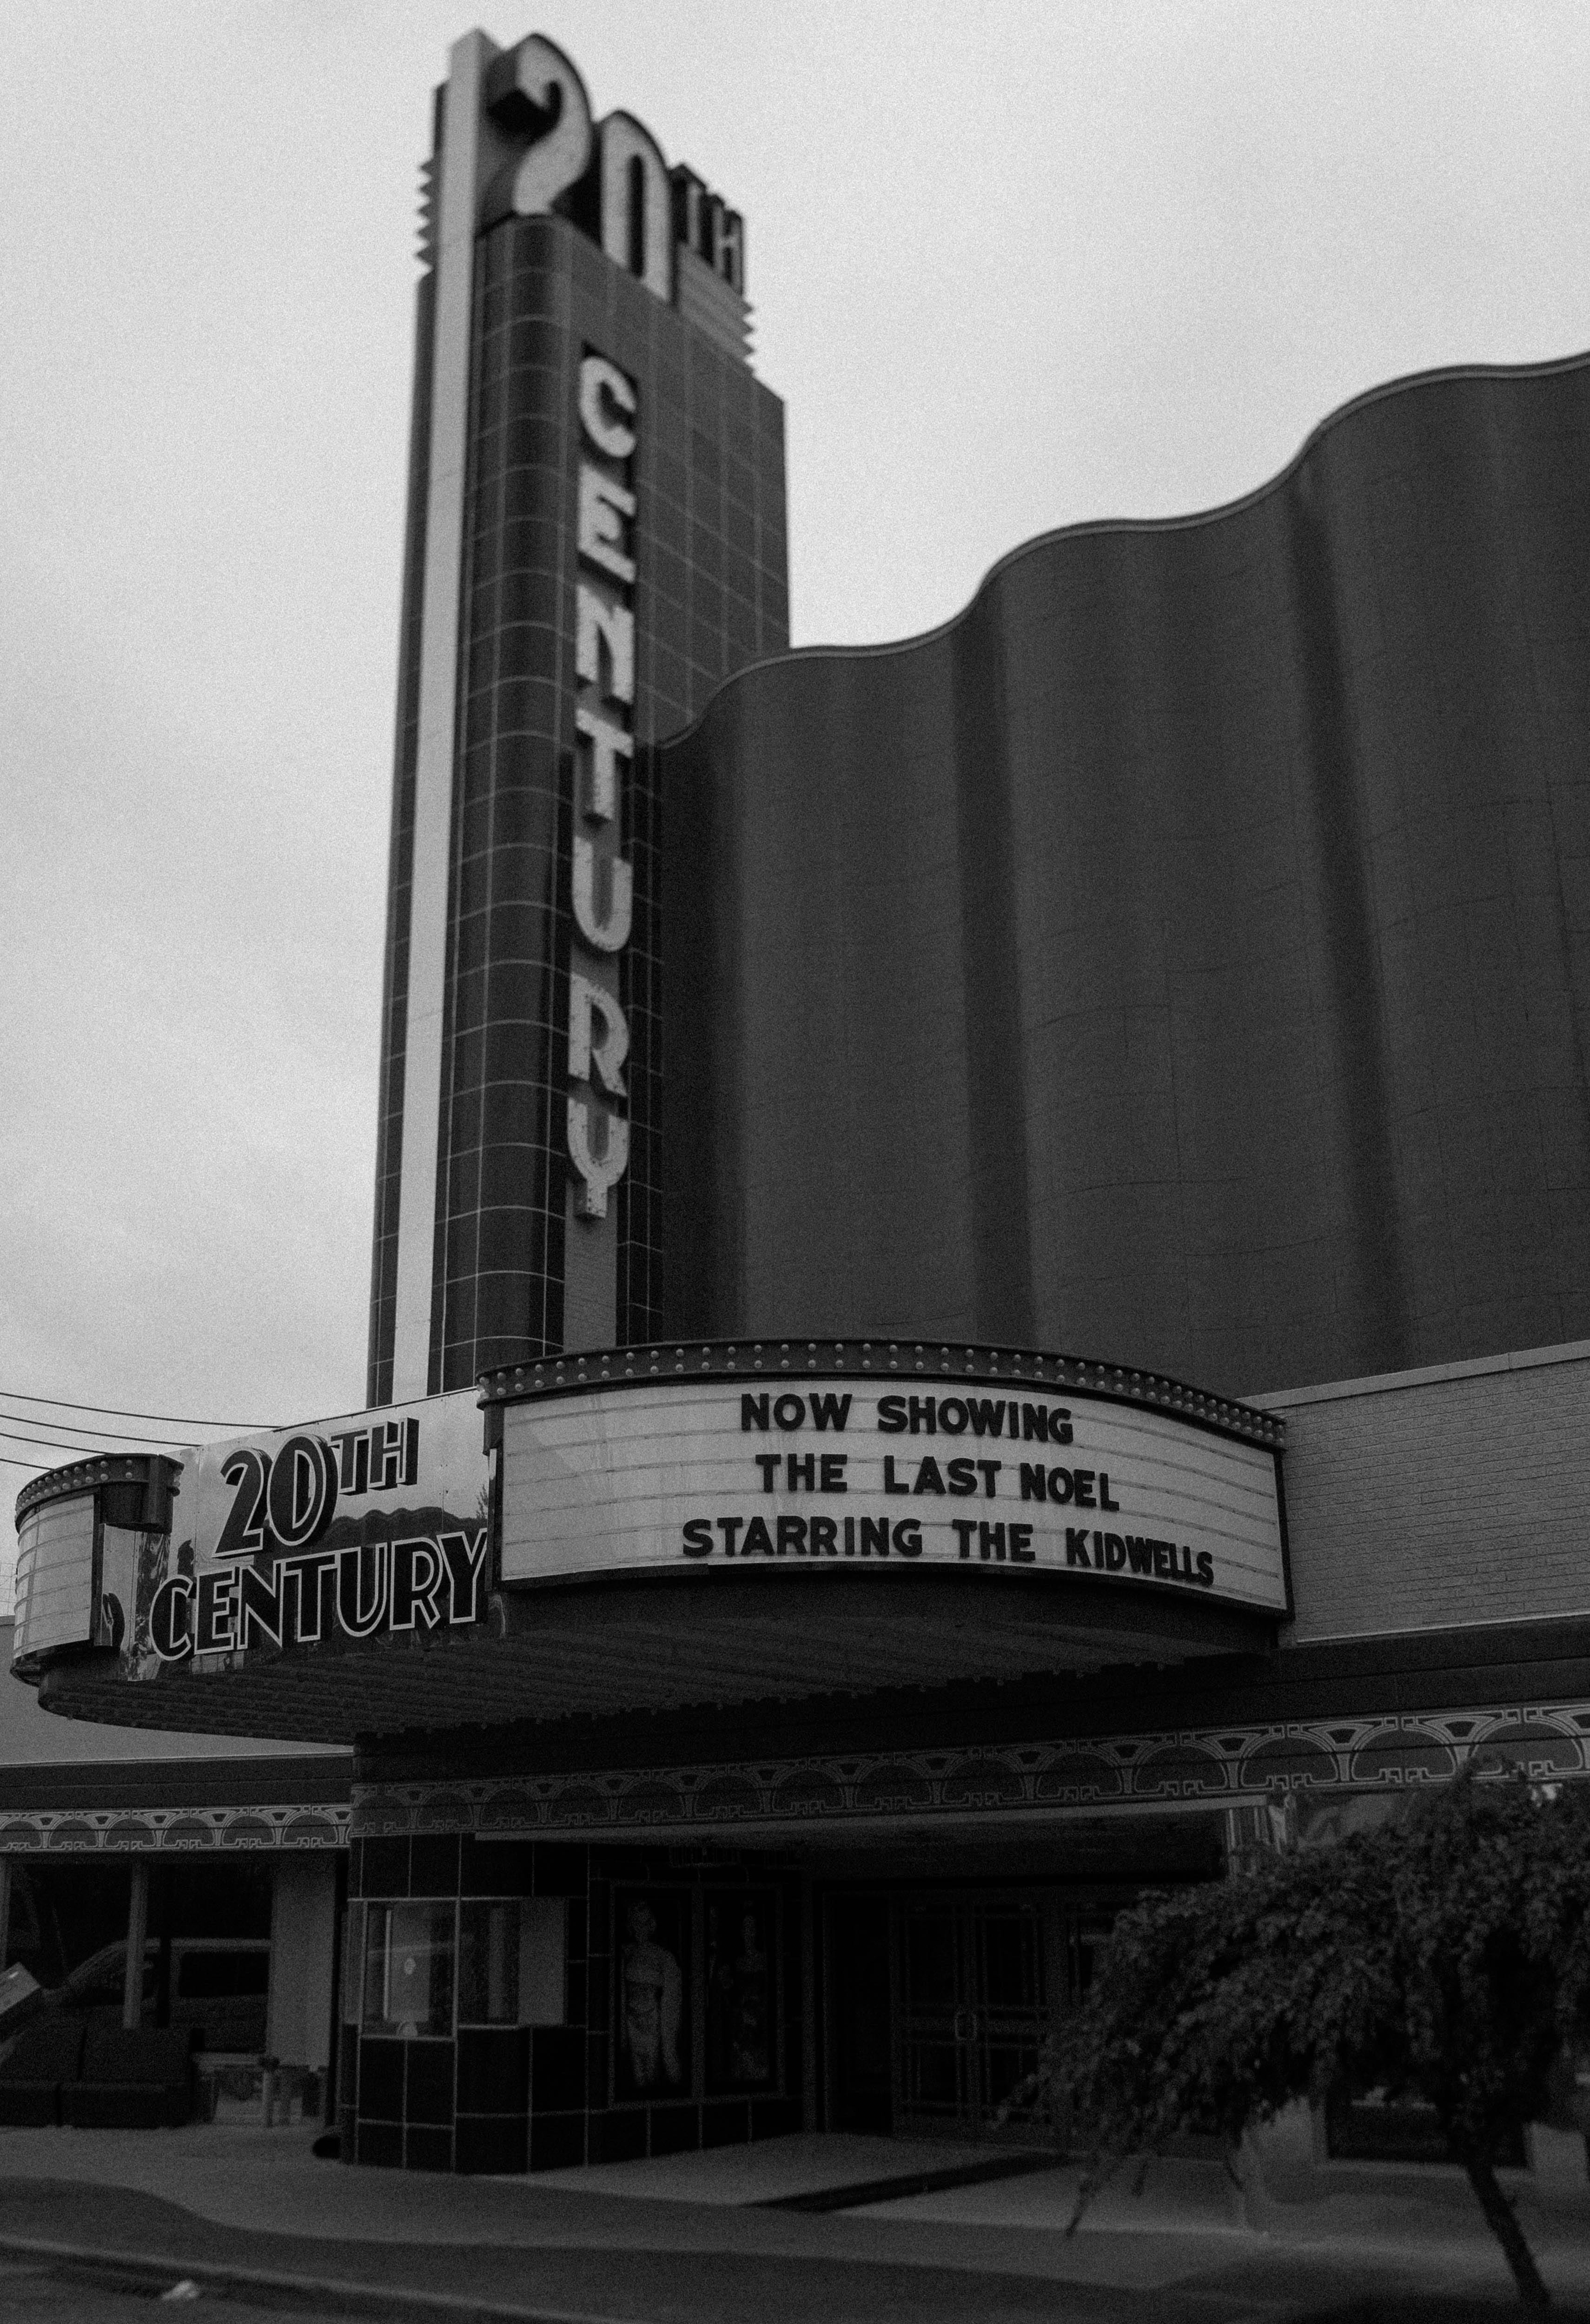 20TH
CENTURY
20TH
CENTURY
NOW SHOWING
THE LAST NOEL
STARRING THE KIDWELLS